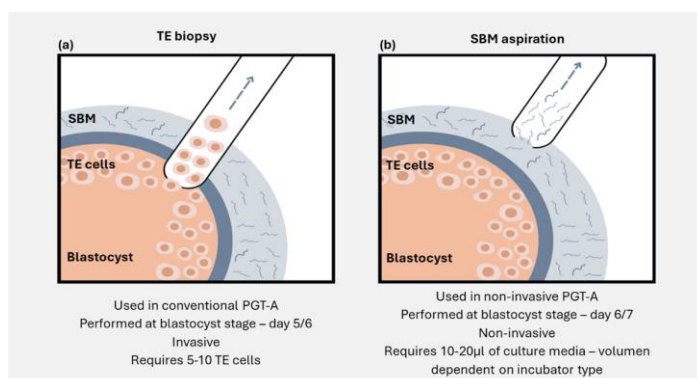 (a)
TE biopsy
SBM
TE cells
Blastocyst
Used in conventional PGT-A
Performed at blastocyst stage – day 5/6
Invasive
Requires 5-10 TE cells
(b)
SBM aspiration
SBM
TE cells
Blastocyst
Used in non-invasive PGT-A
Performed at blastocyst stage – day 6/7
Non-invasive
Requires 10-20µl of culture media – volumen
dependent on incubator type